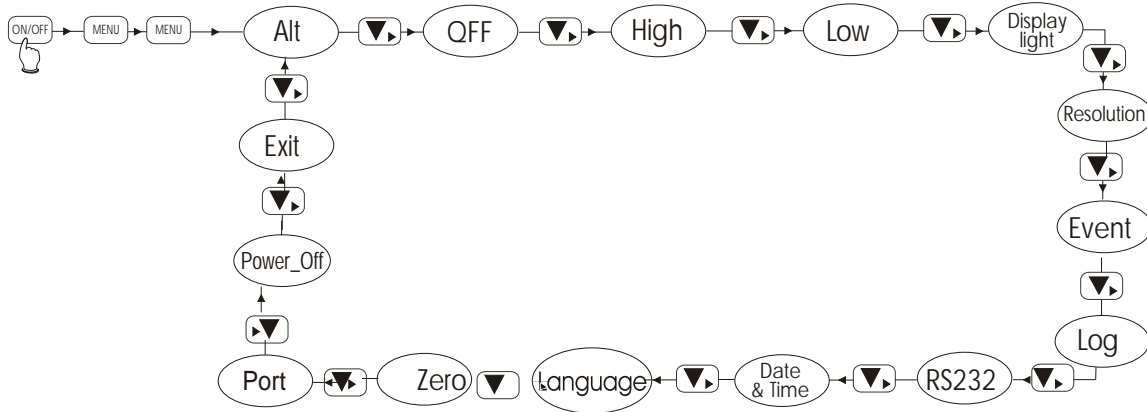 ON/OFF
MENU
MENU
Alt
QFF
High
Low
Display
light
Resolution
Event
Log
RS232
Date
& Time
Language
Zero
Port
Power_Off
Exit